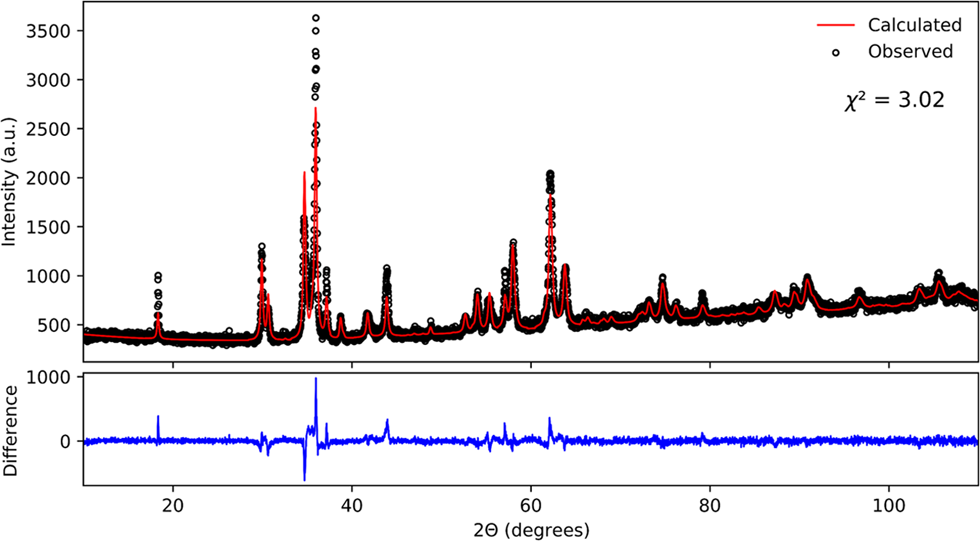 Calculated
Observed
χ² = 3.02
Intensity (a.u.)
3500
3000
2500
2000
1500
1000
500
Difference
1000
0
20
40
60
80
100
2Θ (degrees)